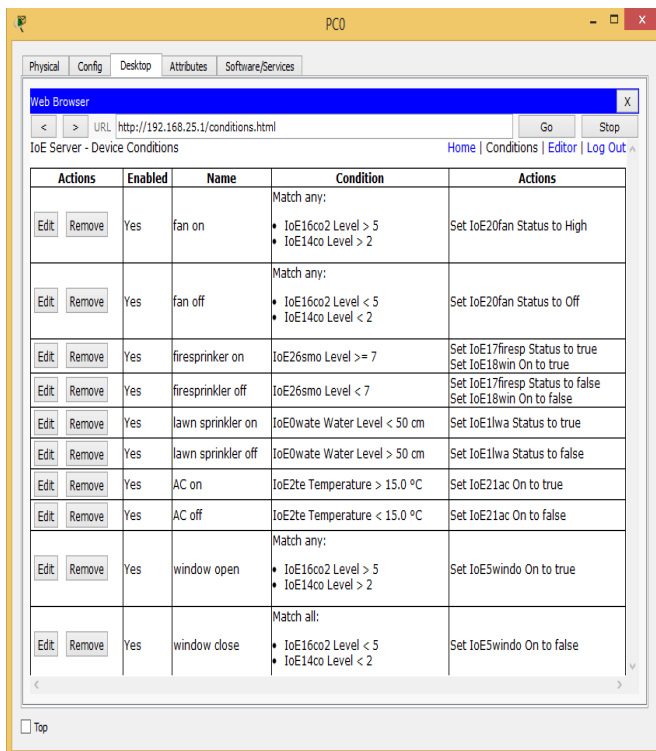 PC0
Physical Config Desktop Attributes Software/Services
Web Browser X
< > URL http://192.168.25.1/conditions.html Go Stop
IoE Server - Device Conditions Home | Conditions | Editor | Log Out
Actions Enabled Name Condition Actions
Match any:
• IoE16co2 Level > 5
Edit Remove Yes fan on Set IoE20fan Status to High
• IoE14co Level > 2
Match any:
• IoE16co2 Level < 5
Edit Remove Yes fan off Set IoE20fan Status to Off
• IoE14co Level < 2
Edit Remove Yes firesprinker on IoE26smo Level >= 7 Set IoE17firesp Status to true
Set IoE18win On to true
Edit Remove Yes firesprinkler off IoE26smo Level < 7 Set IoE17firesp Status to false
Set IoE18win On to false
Edit Remove Yes lawn sprinkler on IoE0wate Water Level < 50 cm Set IoE1lwa Status to true
Edit Remove Yes lawn sprinkler off IoE0wate Water Level > 50 cm Set IoE1lwa Status to false
Edit Remove Yes AC on IoE2te Temperature > 15.0 ºC Set IoE21ac On to true
Edit Remove Yes AC off IoE2te Temperature < 15.0 ºC Set IoE21ac On to false
Match any:
• IoE16co2 Level > 5
Edit Remove Yes window open Set IoE5windo On to true
• IoE14co Level > 2
Match all:
• IoE16co2 Level < 5
Edit Remove Yes window close Set IoE5windo On to false
• IoE14co Level < 2
Top